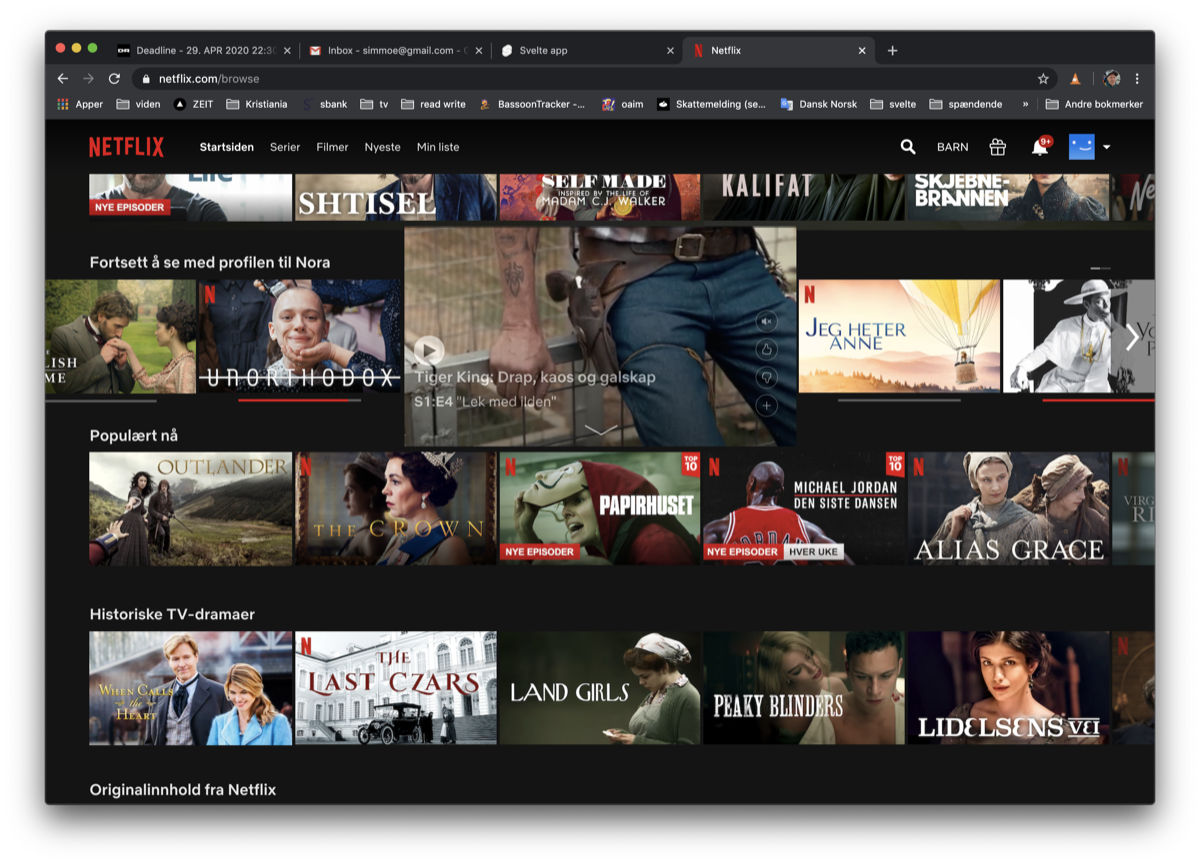 Deadline - 29. APR 2020 22:30
Inbox - simmoe@gmail.com -
Svelte app
Netflix
netflix.com/browse
Apper
viden
ZEIT
Kristiania
sbank
tv
read write
BassoonTracker -...
oaim
Skattemelding (se...
Dansk Norsk
svelte
spændende
»
Andre bokmerker
NETFLIX
Startsiden
Serier
Filmer
Nyeste
Min liste
BARN
9+
NYE EPISODER
SHTISEL
SELF MADE
INSPIRED BY THE LIFE OF
MADAM C.J. WALKER
KALIFAT
SKJEBNE-
BRANNEN
Ne
Fortsett å se med profilen til Nora
LISH
ME
UNORTHODOX
Tiger King: Drap, kaos og galskap
S1:E4 "Lek med ilden"
JEG HETER
ANNE
Populært nå
OUTLANDER
THE CROWN
TOP
10
PAPIRHUSET
NYE EPISODER
TOP
10
MICHAEL JORDAN
DEN SISTE DANSEN
NYE EPISODER
HVER UKE
ALIAS GRACE
VIRG
RI
Historiske TV-dramaer
WHEN CALLS
the
HEART
THE
LAST CZARS
LAND GIRLS
PEAKY BLINDERS
LIDELSENS VEI
Originalinnhold fra Netflix